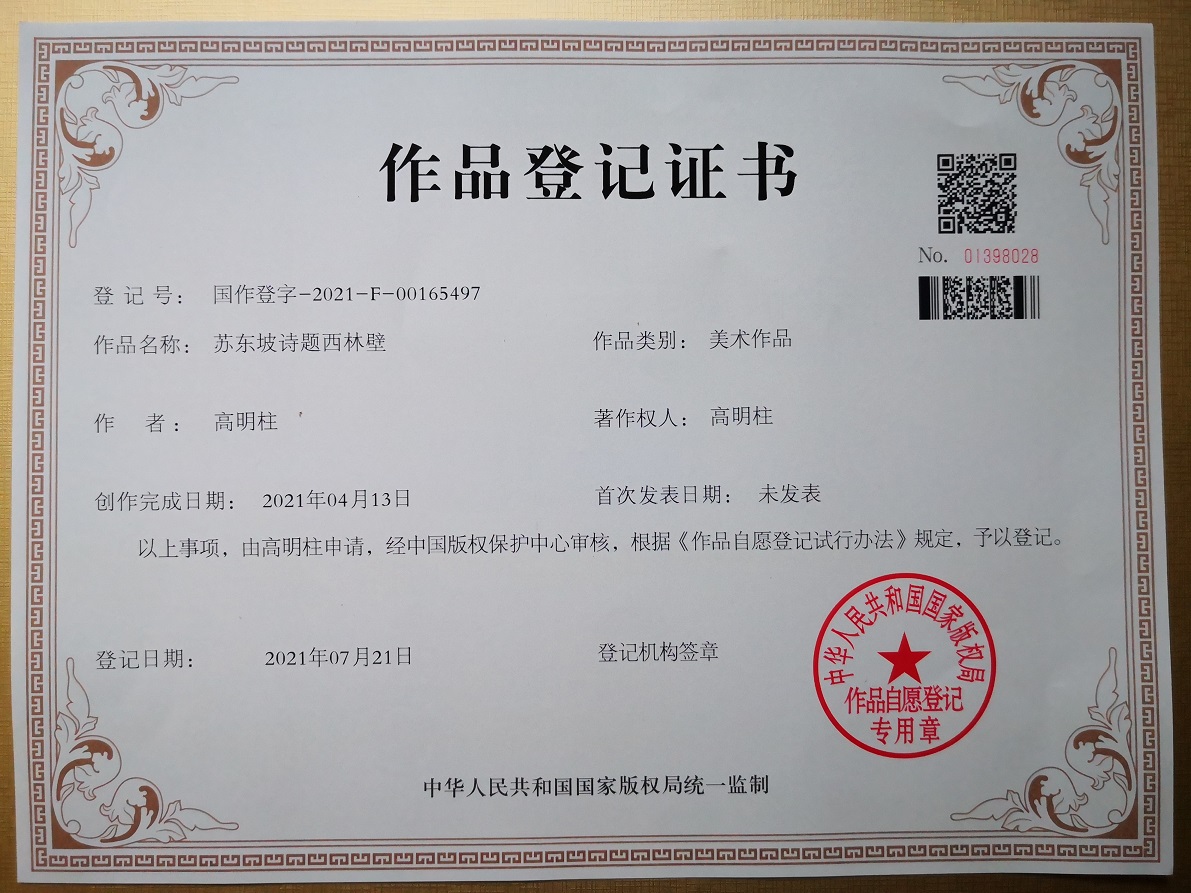 作品登记证书
No. 01398028
登记号：国作登字-2021-F-00165497
作品名称：苏东坡诗题西林壁 作品类别：美术作品
作者：高明柱 著作权人：高明柱
创作完成日期：2021年04月13日 首次发表日期：未发表
以上事项，由高明柱申请，经中国版权保护中心审核，根据《作品自愿登记试行办法》规定，予以登记。
登记日期：2021年07月21日 登记机构签章
中华人民共和国国家版权局
作品自愿登记
专用章
中华人民共和国国家版权局统一监制